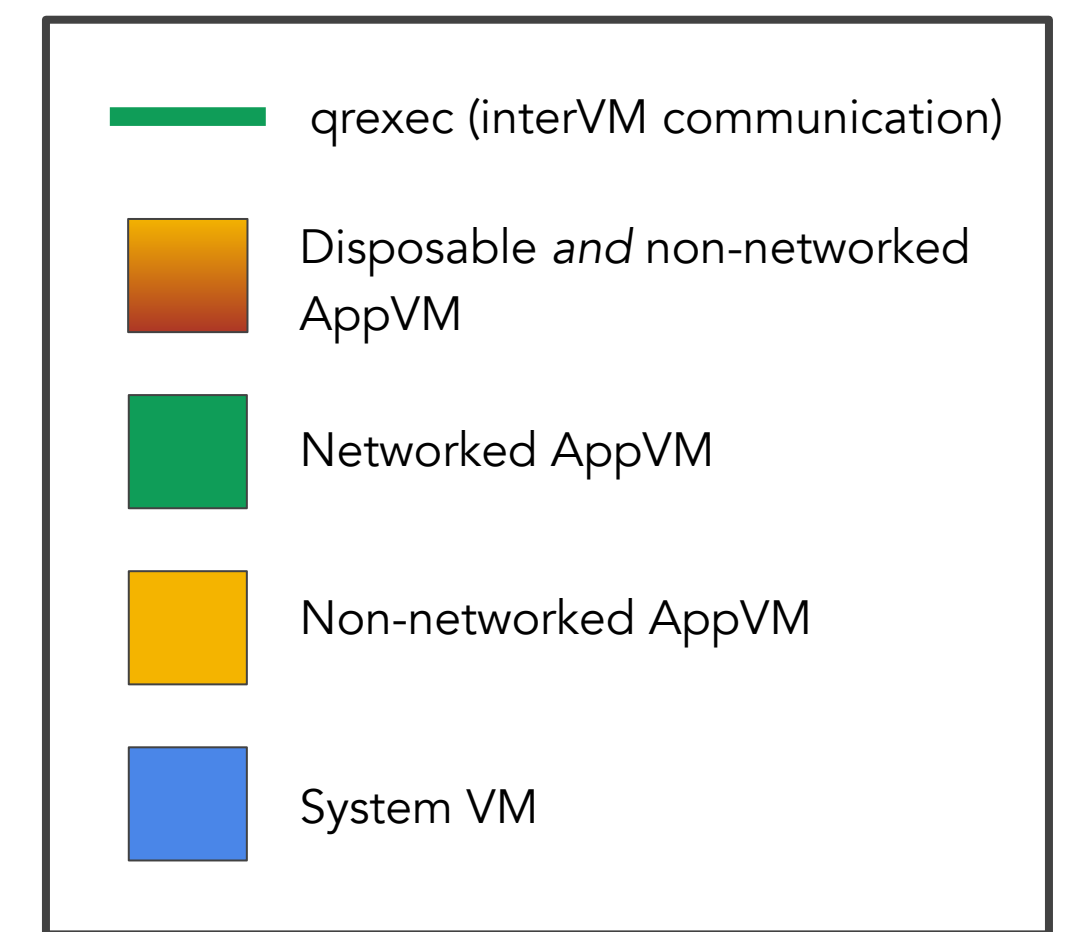 qrexec (interVM communication)
Disposable and non-networked
AppVM
Networked AppVM
Non-networked AppVM
System VM